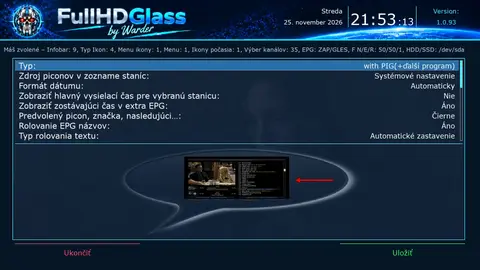 FullHDGlass
by Warder
Streda
25. november 2026
21:53:13
Version:
1.0.93
Máš zvolené – Infobar: 9, Typ Ikon: 4, Menu ikony: 1, Menu: 1, Ikony počasia: 1, Výber kanálov: 35, EPG: ZAP/GLES, F N/E/R: 50/50/1, HDD/SSD: /dev/sda
Typ: with PIG(+ďalší program)
Zdroj piconov v zozname staníc: Systémové nastavenie
Formát dátumu: Automaticky
Zobraziť hlavný vysielací čas pre vybranú stanicu: Nie
Zobraziť zostávajúci čas v extra EPG: Áno
Predvolený picon, značka, nasledujúci...: Čierne
Rolovanie EPG názvov: Áno
Typ rolovania textu: Automatické zastavenie
Ukončiť
Uložiť